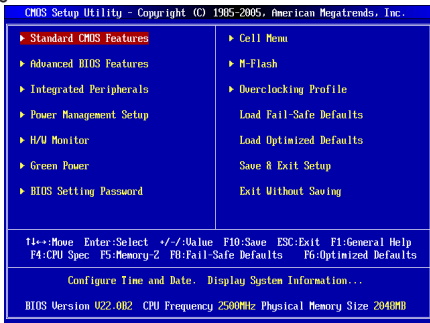 CMOS Setup Utility - Copyright (C) 1985-2005, American Megatrends, Inc.
▶ Standard CMOS Features
▶ Advanced BIOS Features
▶ Integrated Peripherals
▶ Power Management Setup
▶ H/W Monitor
▶ Green Power
▶ BIOS Setting Password
▶ Cell Menu
▶ M-Flash
▶ Overclocking Profile
Load Fail-Safe Defaults
Load Optimized Defaults
Save & Exit Setup
Exit Without Saving
↑↓←→:Move Enter:Select +/-/:Value F10:Save ESC:Exit F1:General Help
F4:CPU Spec F5:Memory-Z F8:Fail-Safe Defaults F6:Optimized Defaults
Configure Time and Date. Display System Information...
BIOS Version V22.0B2 CPU Frequency 2500MHz Physical Memory Size 2048MB